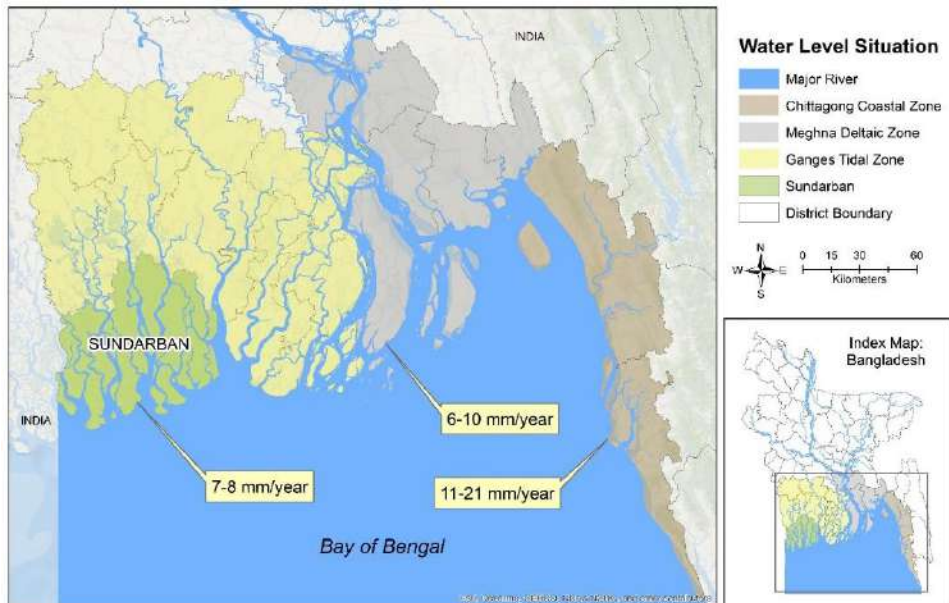 INDIA
SUNDARBAN
INDIA
6-10 mm/year
7-8 mm/year
11-21 mm/year
Bay of Bengal
Water Level Situation
Major River
Chittagong Coastal Zone
Meghna Deltaic Zone
Ganges Tidal Zone
Sundarban
District Boundary
N
W E
S
0 15 30 60
Kilometers
Index Map:
Bangladesh